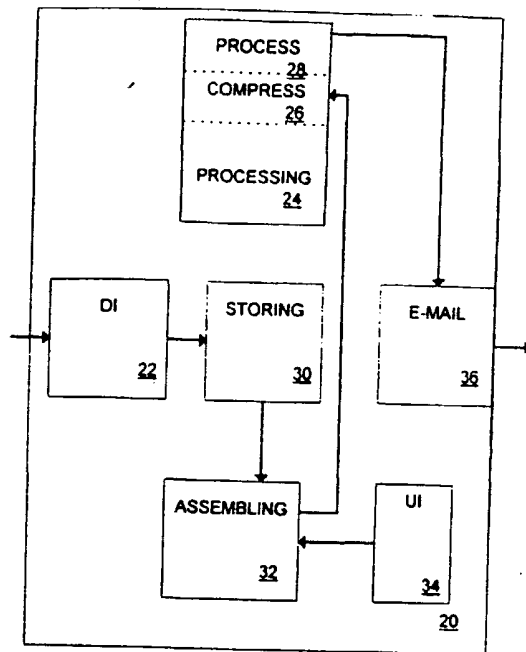 PROCESS
28
COMPRESS
26
PROCESSING
24
DI
22
STORING
30
E-MAIL
36
ASSEMBLING
32
UI
34
20